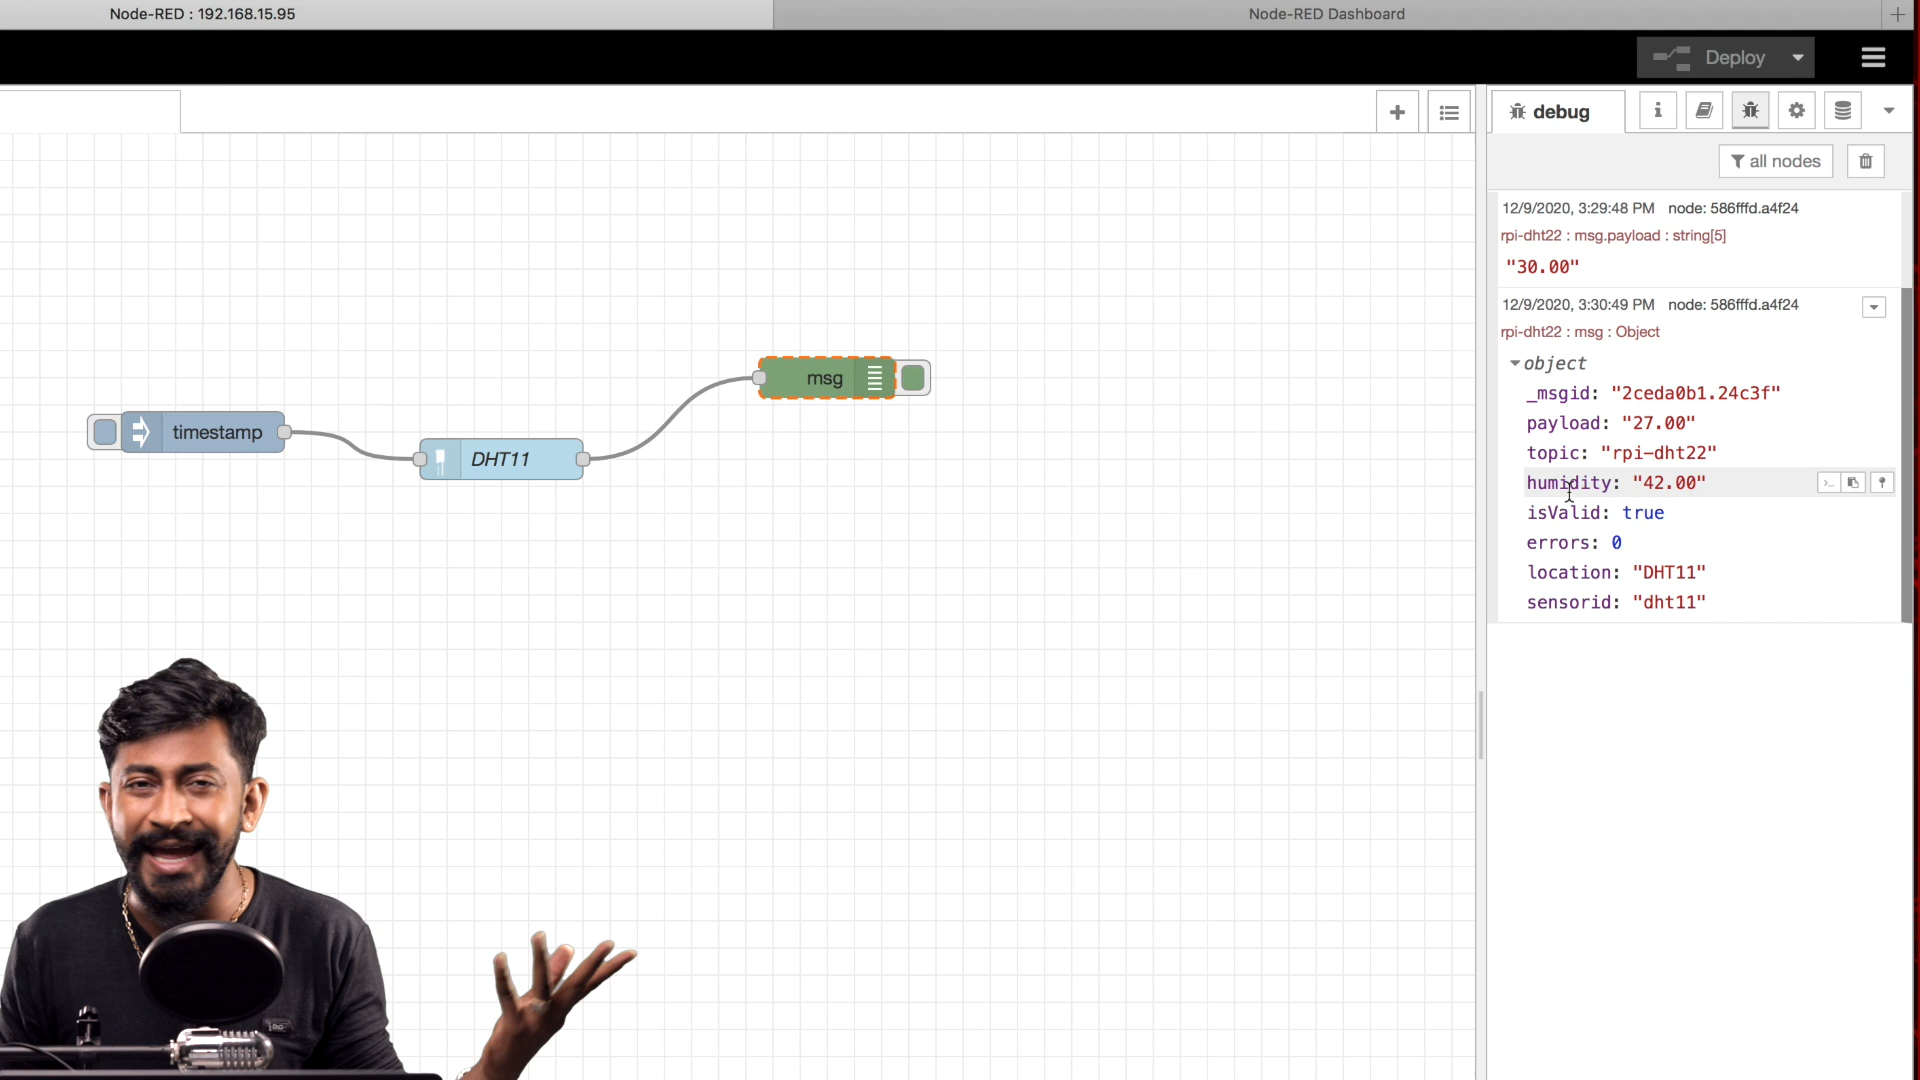 Node-RED : 192.168.15.95
Node-RED Dashboard
Deploy
debug
all nodes
12/9/2020, 3:29:48 PM node: 586fffd.a4f24
rpi-dht22 : msg.payload : string[5]
"30.00"
12/9/2020, 3:30:49 PM node: 586fffd.a4f24
rpi-dht22 : msg : Object
object
_msgid: "2ceda0b1.24c3f"
payload: "27.00"
topic: "rpi-dht22"
humidity: "42.00"
isValid: true
errors: 0
location: "DHT11"
sensorid: "dht11"
msg
timestamp
DHT11